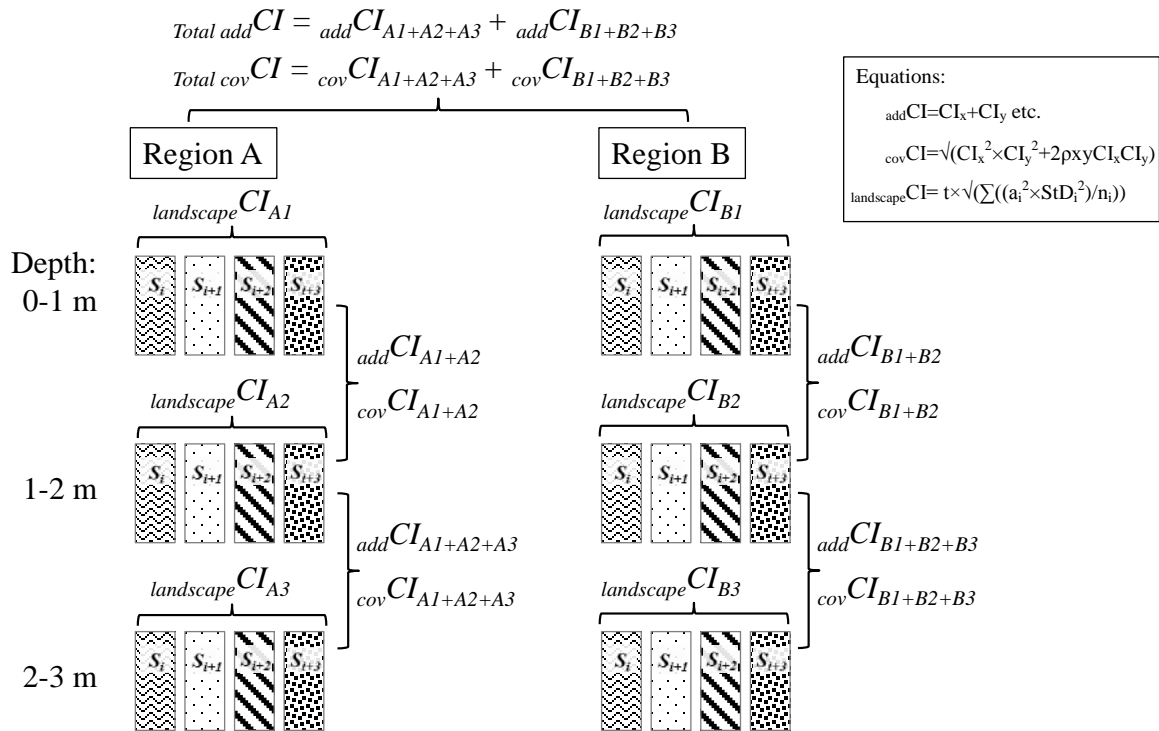 Total addCI = addCIA1+A2+A3 + addCIB1+B2+B3
Total covCI = covCIA1+A2+A3 + covCIB1+B2+B3
Equations:
addCI=CIx+CIy etc.
covCI=√(CIx²×CIy²+2ρxyCIxCIy)
landscapeCI= t×√(∑((ai²×StDi²)/ni))
Region A
Region B
landscapeCIA1
landscapeCIB1
Depth:
0-1 m
Si Si+1 Si+2 Si+3
Si Si+1 Si+2 Si+3
addCIA1+A2
covCIA1+A2
addCIB1+B2
covCIB1+B2
landscapeCIA2
landscapeCIB2
1-2 m
Si Si+1 Si+2 Si+3
Si Si+1 Si+2 Si+3
addCIA1+A2+A3
covCIA1+A2+A3
addCIB1+B2+B3
covCIB1+B2+B3
landscapeCIA3
landscapeCIB3
2-3 m
Si Si+1 Si+2 Si+3
Si Si+1 Si+2 Si+3